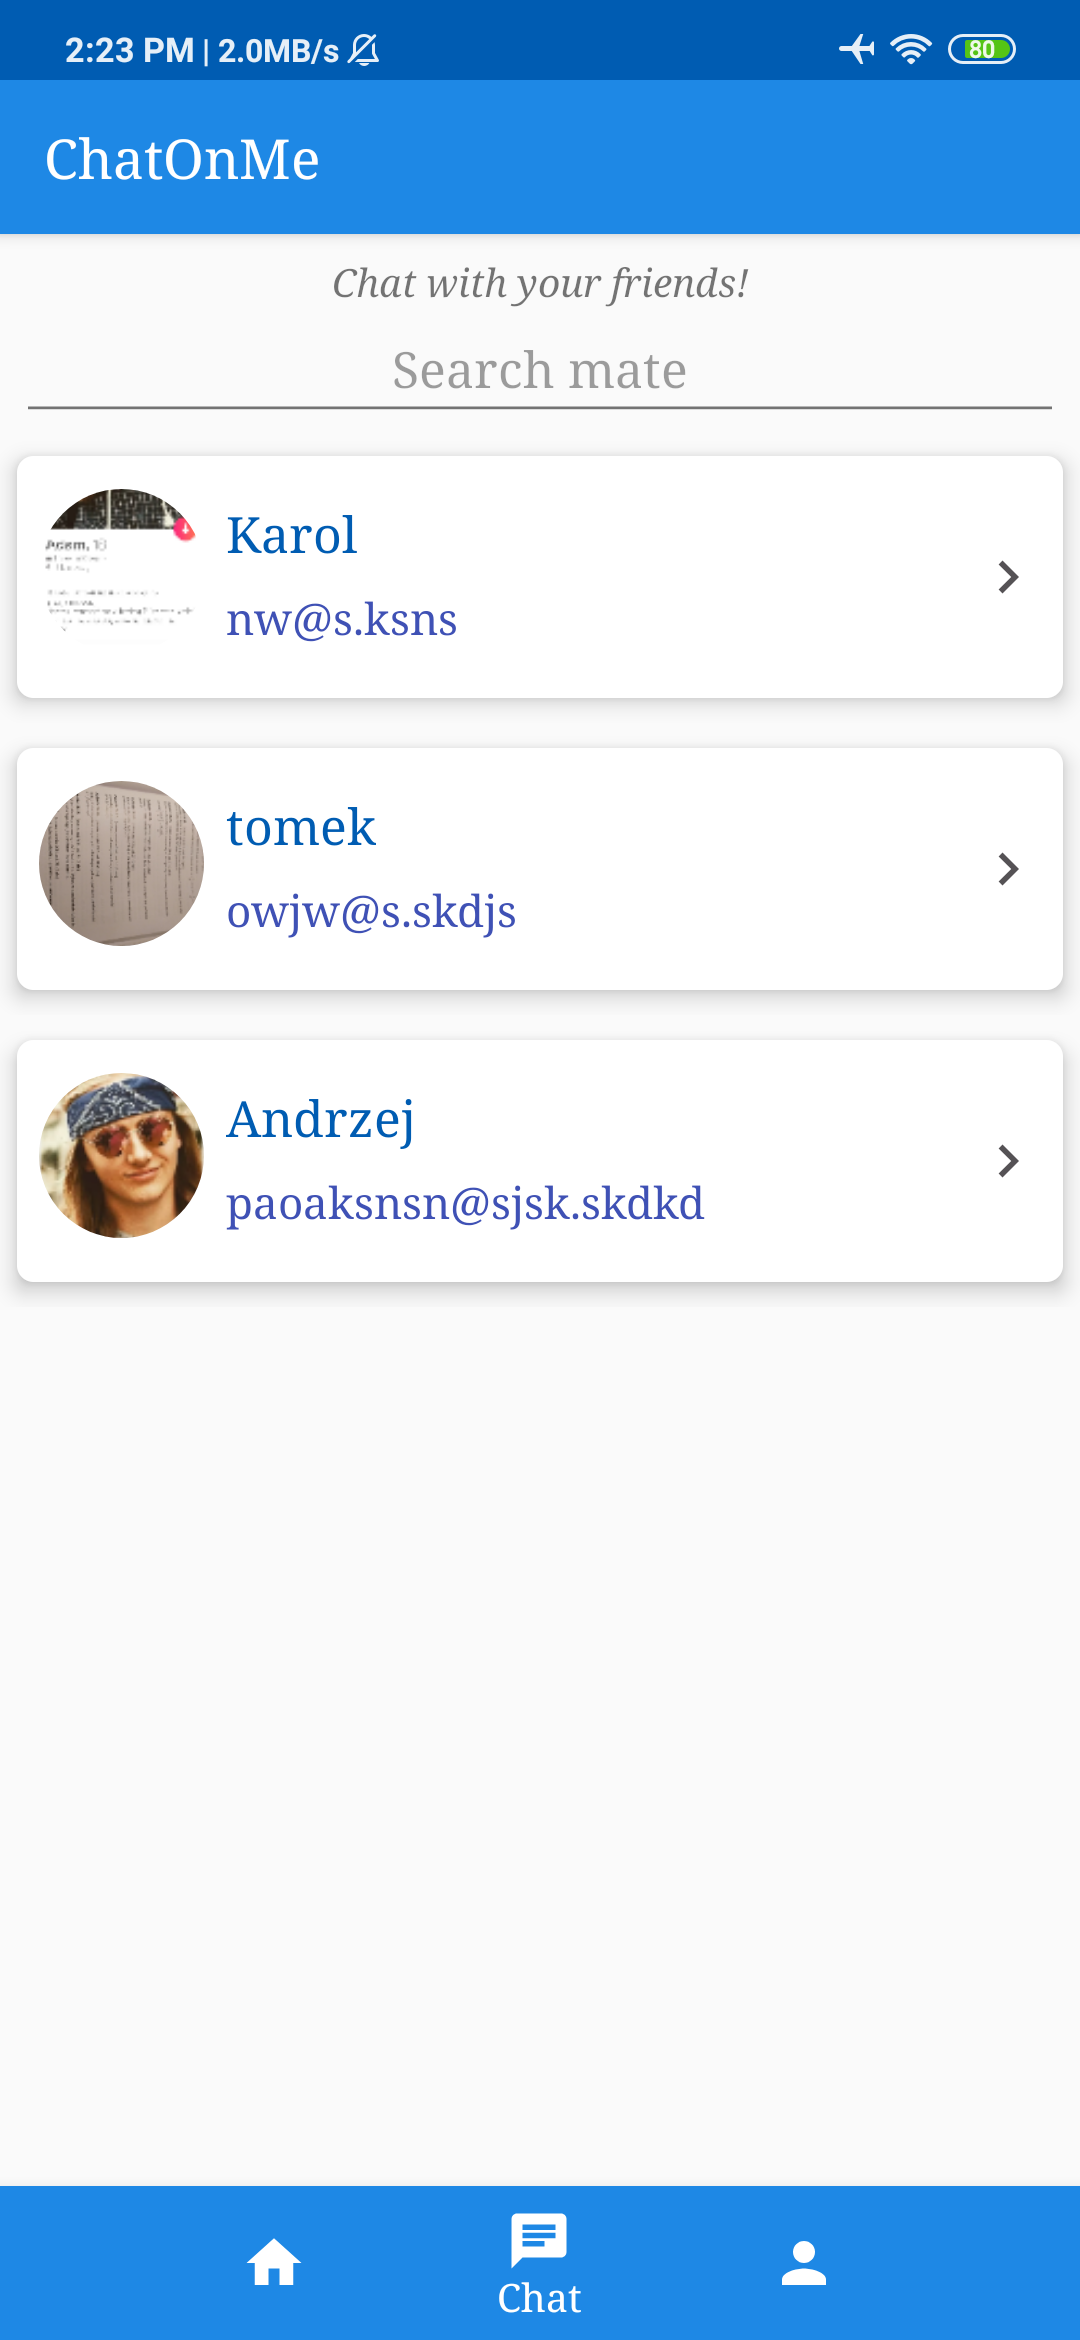 2:23 PM | 2.0MB/s 80
ChatOnMe
Chat with your friends!
Search mate
Adam, 18
Karol
nw@s.ksns
tomek
owjw@s.skdjs
Andrzej
paoaksnsn@sjsk.skdkd
Chat